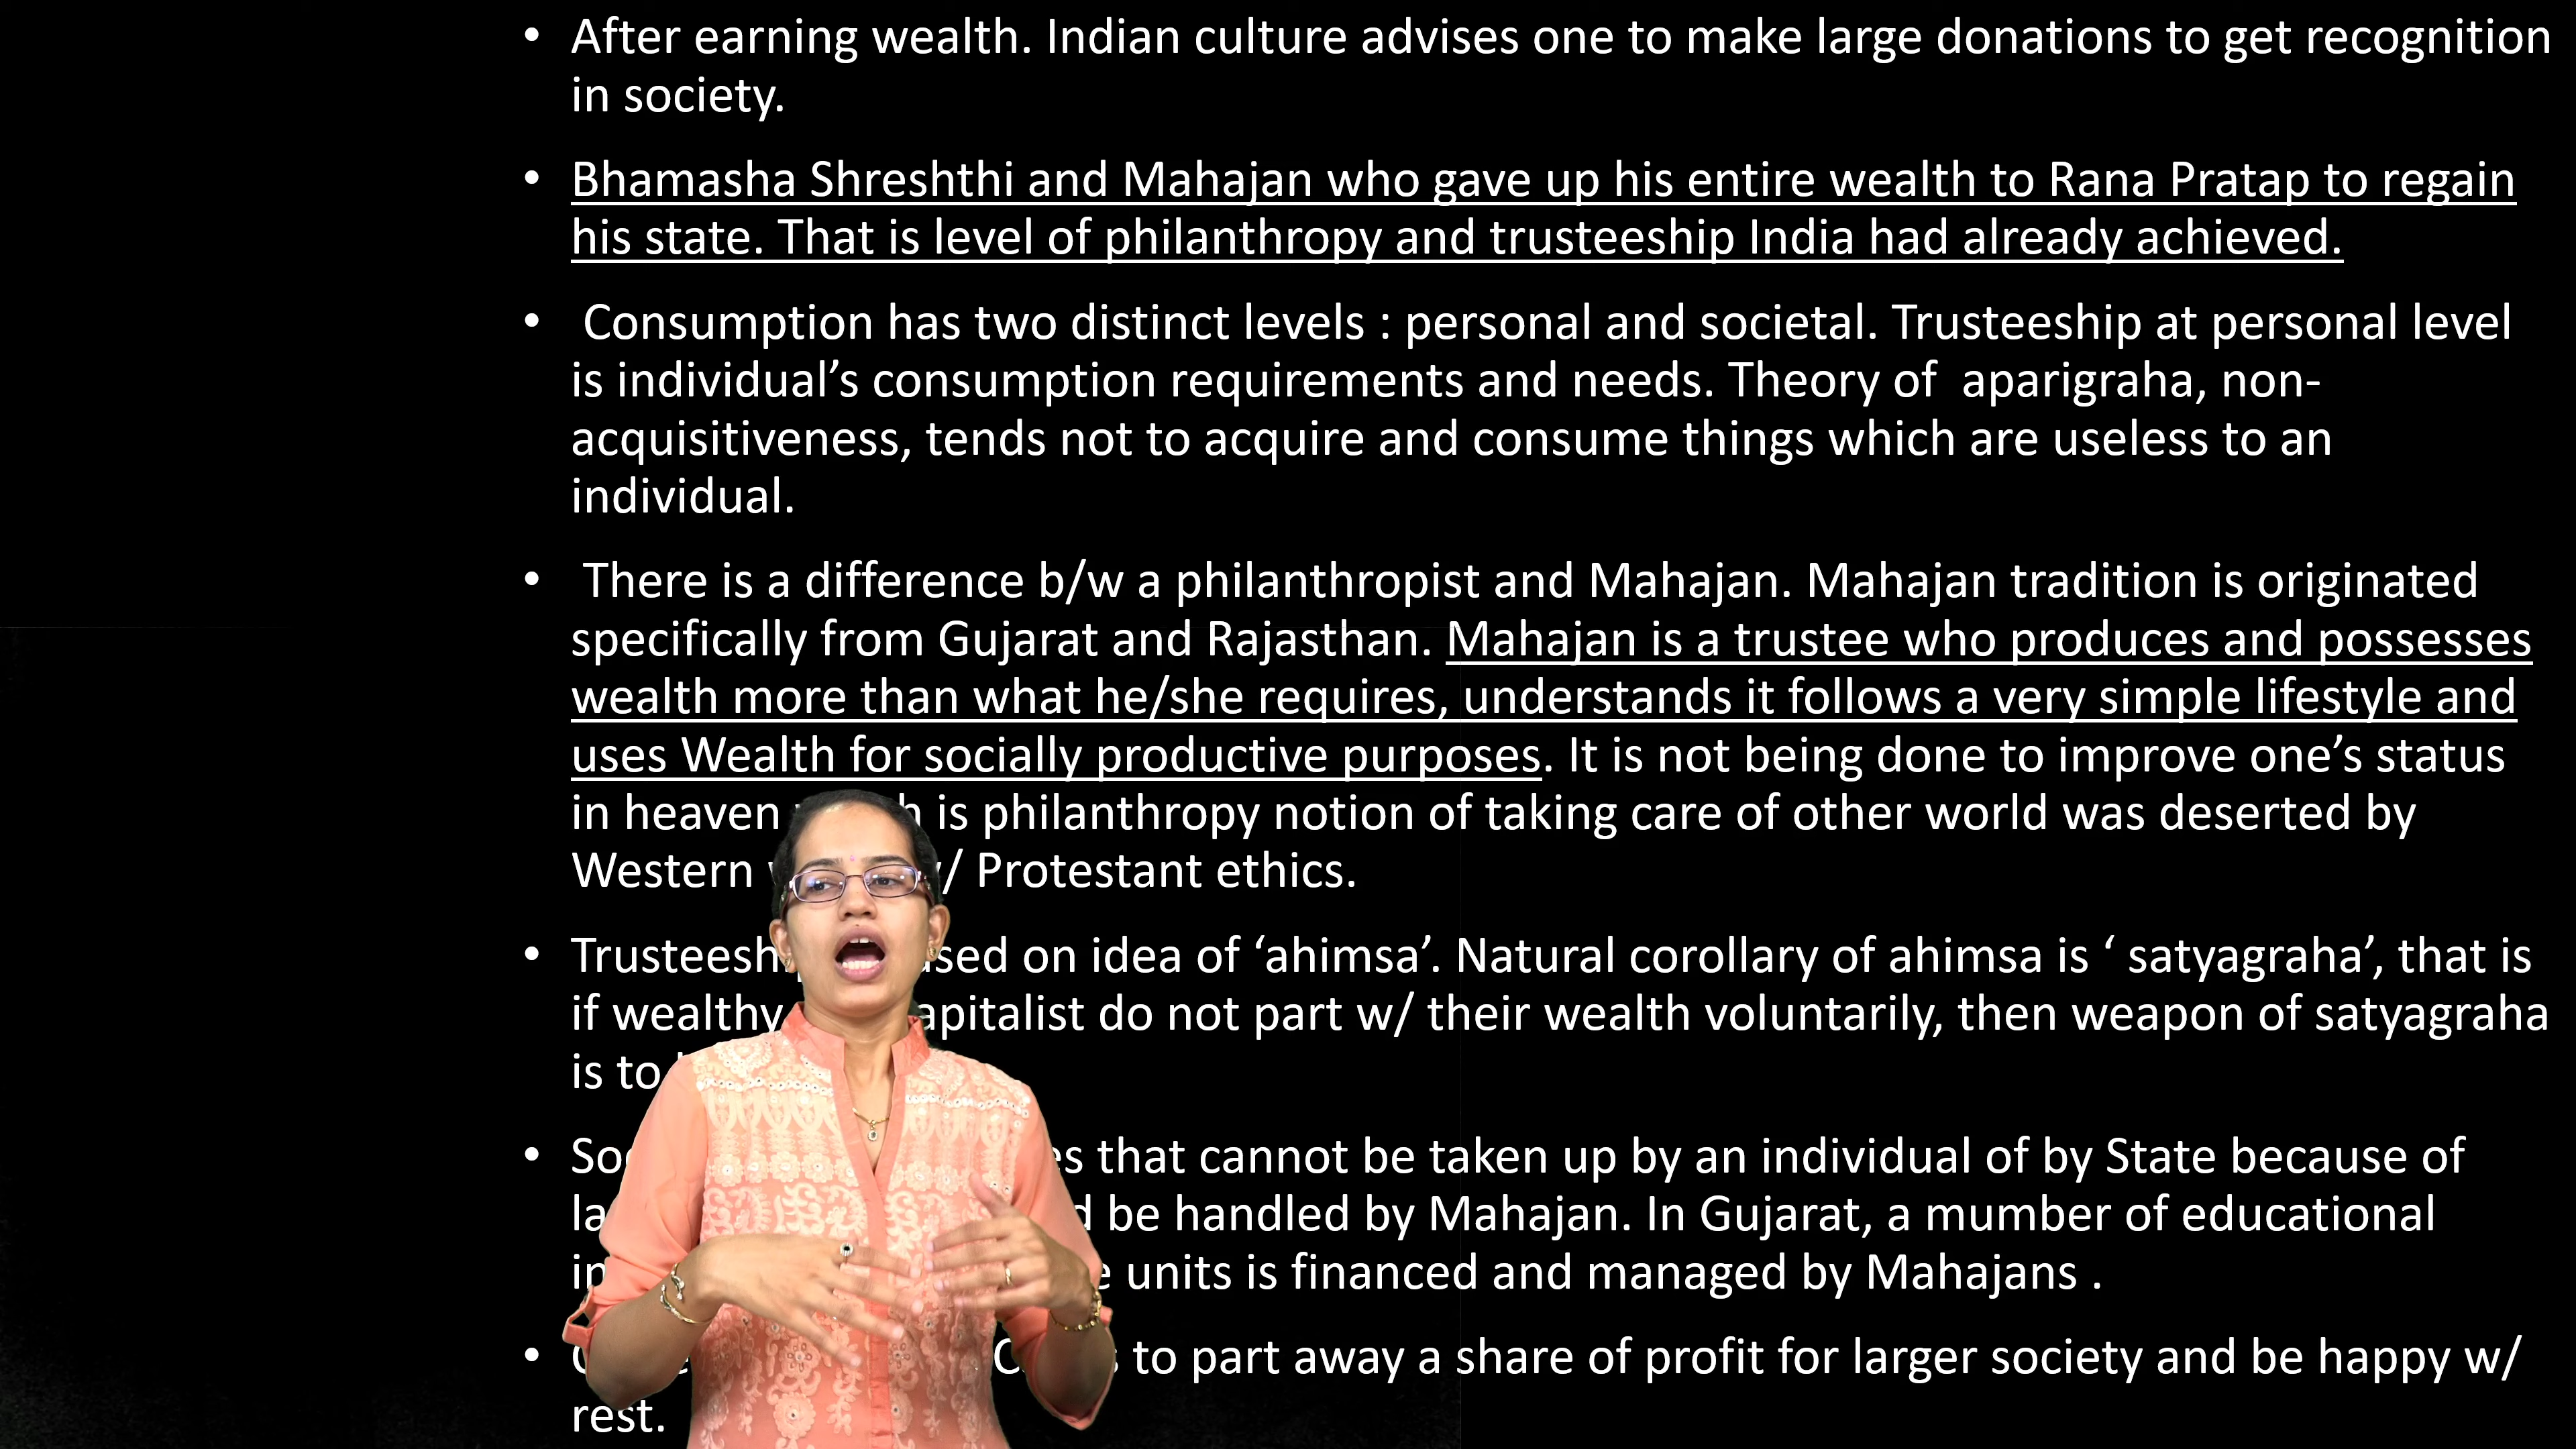 • After earning wealth. Indian culture advises one to make large donations to get recognition
in society.
• Bhamasha Shreshthi and Mahajan who gave up his entire wealth to Rana Pratap to regain
his state. That is level of philanthropy and trusteeship India had already achieved.
• Consumption has two distinct levels : personal and societal. Trusteeship at personal level
is individual’s consumption requirements and needs. Theory of aparigraha, non-
acquisitiveness, tends not to acquire and consume things which are useless to an
individual.
• There is a difference b/w a philanthropist and Mahajan. Mahajan tradition is originated
specifically from Gujarat and Rajasthan. Mahajan is a trustee who produces and possesses
wealth more than what he/she requires, understands it follows a very simple lifestyle and
uses Wealth for socially productive purposes. It is not being done to improve one’s status
in heaven is philanthropy notion of taking care of other world was deserted by
Western Protestant ethics.
• on idea of ‘ahimsa’. Natural corollary of ahimsa is ‘ satyagraha’, that is
if wealthy do not part w/ their wealth voluntarily, then weapon of satyagraha
is to
• that cannot be taken up by an individual of by State because of
be handled by Mahajan. In Gujarat, a mumber of educational
units is financed and managed by Mahajans .
• to part away a share of profit for larger society and be happy w/
rest.